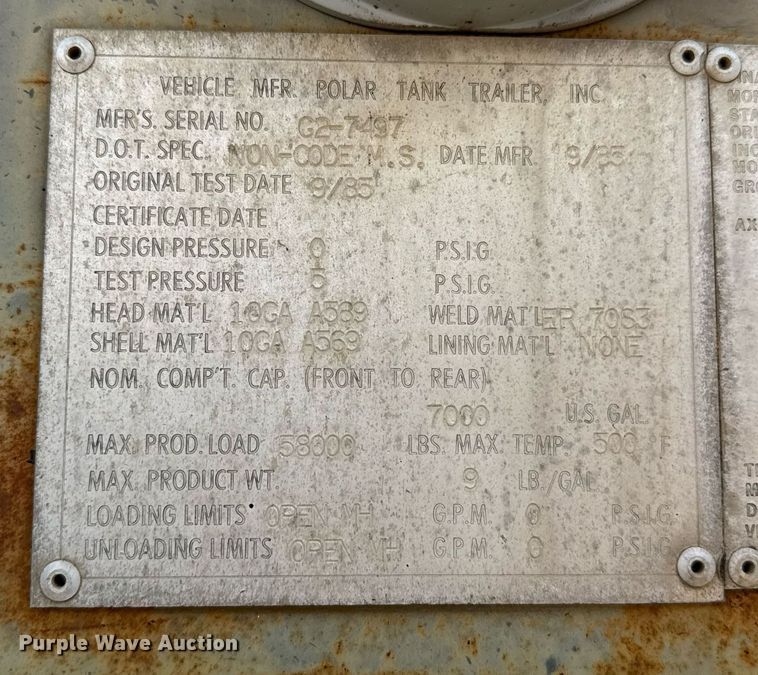 VEHICLE MFR. POLAR TANK TRAILER, INC.
MFR'S. SERIAL NO. G2-7497
D.O.T. SPEC. NON-CODE M.S. DATE MFR. 9/85
ORIGINAL TEST DATE 9/85
CERTIFICATE DATE
DESIGN PRESSURE 0 P.S.I.G.
TEST PRESSURE 5 P.S.I.G.
HEAD MAT'L 10GA A569 WELD MAT'L ER 70S3
SHELL MAT'L 10GA A569 LINING MAT'L NONE
NOM. COMP'T. CAP. (FRONT TO REAR)
7000 U.S. GAL.
MAX. PROD. LOAD 58000 LBS. MAX. TEMP. 500 F
MAX. PRODUCT WT. 9 LB./GAL.
LOADING LIMITS OPEN MH G.P.M. 0 P.S.I.G.
UNLOADING LIMITS OPEN MH G.P.M. 0 P.S.I.G.
Purple Wave Auction